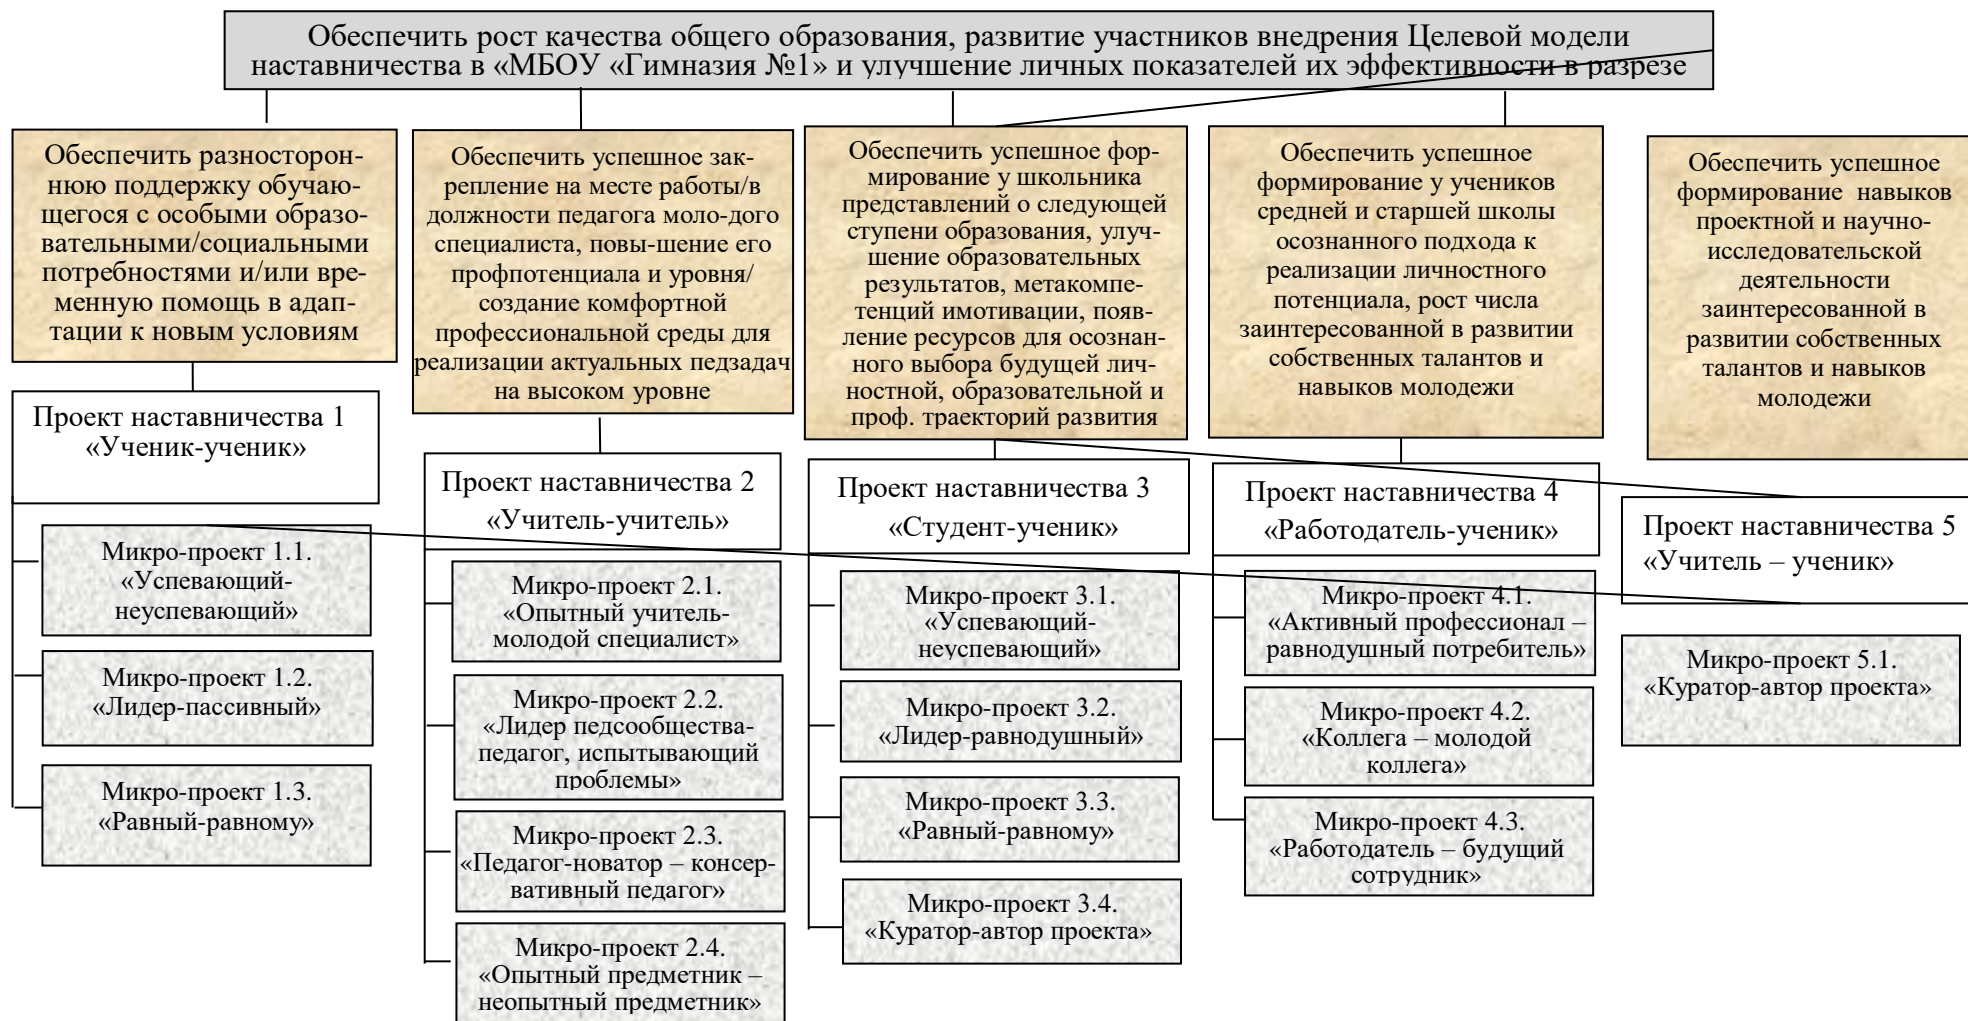 Обеспечить рост качества общего образования, развитие участников внедрения Целевой модели
наставничества в «МБОУ «Гимназия №1» и улучшение личных показателей их эффективности в разрезе
Обеспечить разносторон-
нюю поддержку обучаю-
щегося с особыми образо-
вательными/социальными
потребностями и/или вре-
менную помощь в адап-
тации к новым условиям
Обеспечить успешное зак-
репление на месте работы/в
должности педагога моло-дого
специалиста, повы-шение его
профпотенциала и уровня/
создание комфортной
профессиональной среды для
реализации актуальных педзадач
на высоком уровне
Обеспечить успешное фор-
мирование у школьника
представлений о следующей
ступени образования, улуч-
шение образовательных
результатов, метакомпе-
тенций имотивации, появ-
ление ресурсов для осознан-
ного выбора будущей лич-
ностной, образовательной и
проф. траекторий развития
Обеспечить успешное
формирование у учеников
средней и старшей школы
осознанного подхода к
реализации личностного
потенциала, рост числа
заинтересованной в развитии
собственных талантов и
навыков молодежи
Обеспечить успешное
формирование навыков
проектной и научно-
исследовательской
деятельности
заинтересованной в
развитии собственных
талантов и навыков
молодежи
Проект наставничества 1
«Ученик-ученик»
Проект наставничества 2
«Учитель-учитель»
Проект наставничества 3
«Студент-ученик»
Проект наставничества 4
«Работодатель-ученик»
Проект наставничества 5
«Учитель – ученик»
Микро-проект 1.1.
«Успевающий-
неуспевающий»
Микро-проект 1.2.
«Лидер-пассивный»
Микро-проект 1.3.
«Равный-равному»
Микро-проект 2.1.
«Опытный учитель-
молодой специалист»
Микро-проект 2.2.
«Лидер педсообщества-
педагог, испытывающий
проблемы»
Микро-проект 2.3.
«Педагог-новатор – консер-
вативный педагог»
Микро-проект 2.4.
«Опытный предметник –
неопытный предметник»
Микро-проект 3.1.
«Успевающий-
неуспевающий»
Микро-проект 3.2.
«Лидер-равнодушный»
Микро-проект 3.3.
«Равный-равному»
Микро-проект 3.4.
«Куратор-автор проекта»
Микро-проект 4.1.
«Активный профессионал –
равнодушный потребитель»
Микро-проект 4.2.
«Коллега – молодой
коллега»
Микро-проект 4.3.
«Работодатель – будущий
сотрудник»
Микро-проект 5.1.
«Куратор-автор проекта»